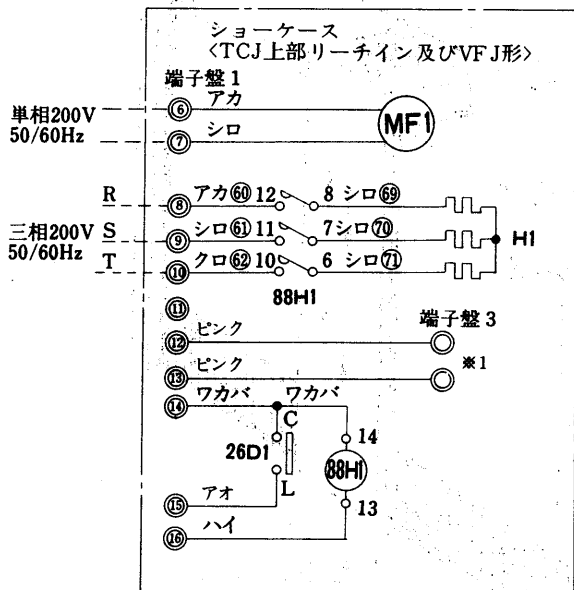 ショーケース
〈TCJ上部リーチイン及びVFJ形〉
端子盤1
単相200V
50/60Hz
⑥ アカ
⑦ シロ
MF1
R ⑧ アカ㊿ 12 8 シロ 69
三相200V
50/60Hz
S ⑨ シロ 61 11 7 シロ 70
T ⑩ クロ 62 10 6 シロ 71
H1
88H1
⑪
端子盤3
⑫ ピンク
※1
⑬ ピンク
⑭ ワカバ ワカバ
C
26D1
L
14
88H1
13
⑮ アオ
⑯ ハイ